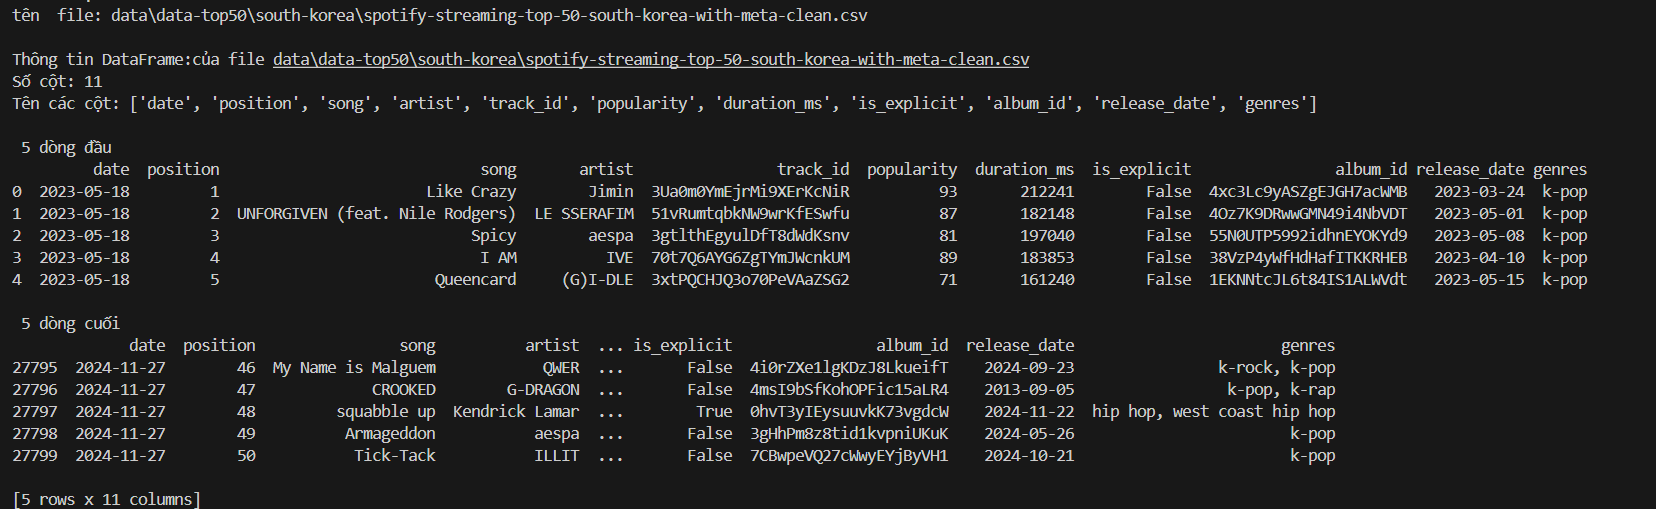 tên  file: data\data-top50\south-korea\spotify-streaming-top-50-south-korea-with-meta-clean.csv
Thông tin DataFrame:của file data\data-top50\south-korea\spotify-streaming-top-50-south-korea-with-meta-clean.csv
Số cột: 11
Tên các cột: ['date', 'position', 'song', 'artist', 'track_id', 'popularity', 'duration_ms', 'is_explicit', 'album_id', 'release_date', 'genres']
5 dòng đầu
date position song artist track_id popularity duration_ms is_explicit album_id release_date genres
0 2023-05-18 1 Like Crazy Jimin 3Ua0m0YmEjrMi9XErKcNiR 93 212241 False 4xc3Lc9yASZgEJGH7acWMB 2023-03-24 k-pop
1 2023-05-18 2 UNFORGIVEN (feat. Nile Rodgers) LE SSERAFIM 51vRumtqbkNW9wrKfESwfu 87 182148 False 4Oz7K9DRwwGMN49i4NbVDT 2023-05-01 k-pop
2 2023-05-18 3 Spicy aespa 3gtlthEgyulDfT8dWdKsnv 81 197040 False 55N0UTP5992idhnEYOKYd9 2023-05-08 k-pop
3 2023-05-18 4 I AM IVE 70t7Q6AYG6ZgTYmJWcnkUM 89 183853 False 38VzP4yWfHdHafITKKRHEB 2023-04-10 k-pop
4 2023-05-18 5 Queencard (G)I-DLE 3xtPQCHJQ3o70PeVAaZSG2 71 161240 False 1EKNNtcJL6t84IS1ALWVdt 2023-05-15 k-pop
5 dòng cuối
date position song artist ... is_explicit album_id release_date genres
27795 2024-11-27 46 My Name is Malguem QWER ... False 4i0rZXe1lgKDzJ8LkueifT 2024-09-23 k-rock, k-pop
27796 2024-11-27 47 CROOKED G-DRAGON ... False 4msI9bSfKohOPFic15aLR4 2013-09-05 k-pop, k-rap
27797 2024-11-27 48 squabble up Kendrick Lamar ... True 0hvT3yIEysuuvkK73vgdcW 2024-11-22 hip hop, west coast hip hop
27798 2024-11-27 49 Armageddon aespa ... False 3gHhPm8z8tid1kvpniUKuK 2024-05-26 k-pop
27799 2024-11-27 50 Tick-Tack ILLIT ... False 7CBwpeVQ27cWwyEYjByVH1 2024-10-21 k-pop
[5 rows x 11 columns]